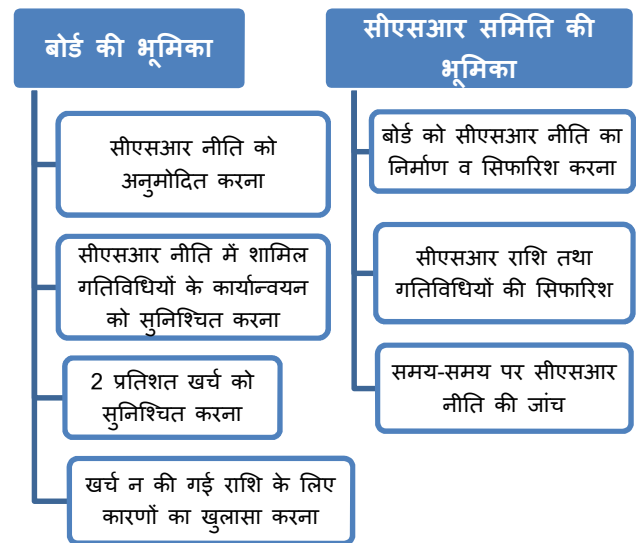 बोर्ड की भूमिका
सीएसआर नीति को
अनुमोदित करना
सीएसआर नीति में शामिल
गतिविधियों के कार्यान्वयन
को सुनिश्चित करना
2 प्रतिशत खर्च को
सुनिश्चित करना
खर्च न की गई राशि के लिए
कारणों का खुलासा करना
सीएसआर समिति की
भूमिका
बोर्ड को सीएसआर नीति का
निर्माण व सिफारिश करना
सीएसआर राशि तथा
गतिविधियों की सिफारिश
समय-समय पर सीएसआर
नीति की जांच